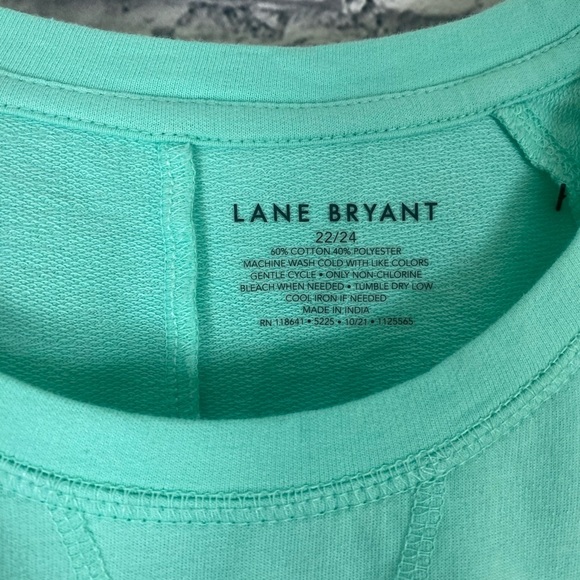 LANE BRYANT
22/24
60% COTTON 40% POLYESTER
MACHINE WASH COLD WITH LIKE COLORS
GENTLE CYCLE • ONLY NON-CHLORINE
BLEACH WHEN NEEDED • TUMBLE DRY LOW
COOL IRON IF NEEDED
MADE IN INDIA
RN 118641 • 5225 • 10/21 • 1125565